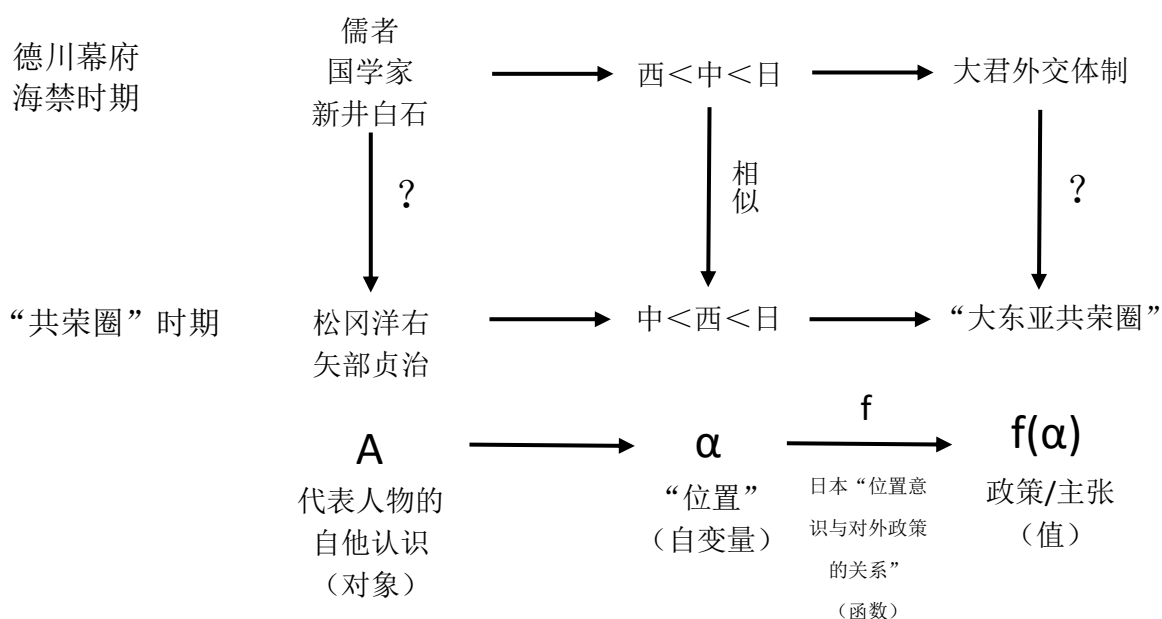 德川幕府
海禁时期
儒者
国学家
新井白石
西＜中＜日
大君外交体制
？
相似
？
“共荣圈”时期
松冈洋右
矢部贞治
中＜西＜日
“大东亚共荣圈”
A
代表人物的
自他认识
（对象）
α
“位置”
（自变量）
f
日本“位置意
识与对外政策
的关系”
（函数）
f(α)
政策/主张
（值）